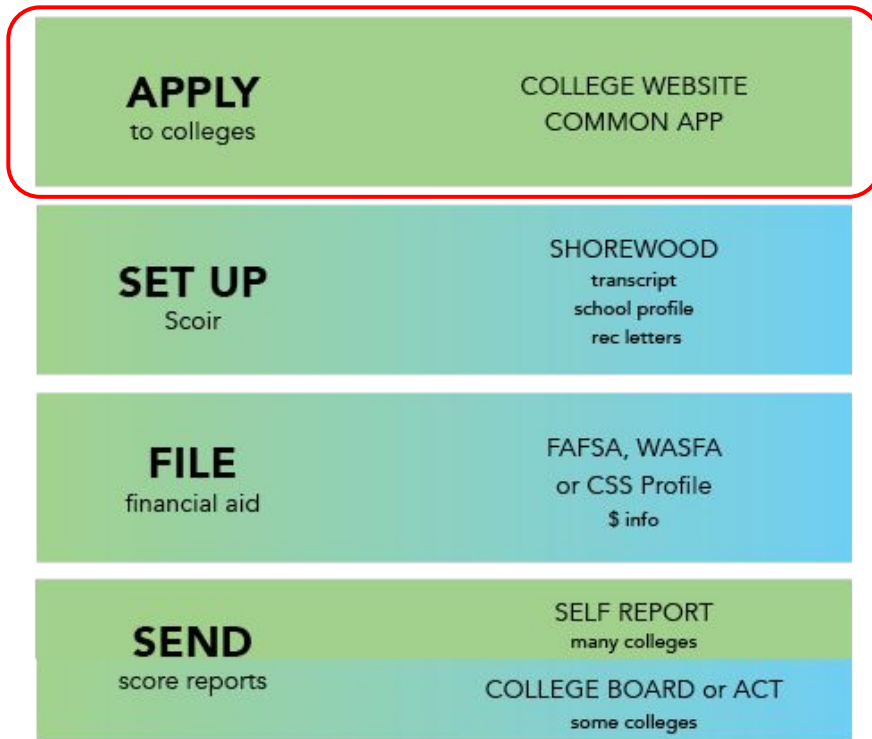 APPLY
to colleges
COLLEGE WEBSITE
COMMON APP
SET UP
Scoir
SHOREWOOD
transcript
school profile
rec letters
FILE
financial aid
FAFSA, WASFA
or CSS Profile
$ info
SEND
score reports
SELF REPORT
many colleges
COLLEGE BOARD or ACT
some colleges